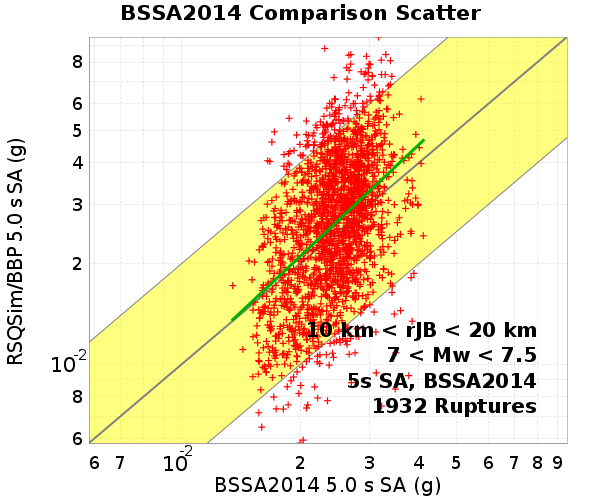 BSSA2014 Comparison Scatter
RSQSim/BBP 5.0 s SA (g)
8
6
5
4
3
2
10-2
8
6
10 km < rJB < 20 km
7 < Mw < 7.5
5s SA, BSSA2014
1932 Ruptures
6 7 10-2 2 3 4 5 6 7 8 9
BSSA2014 5.0 s SA (g)